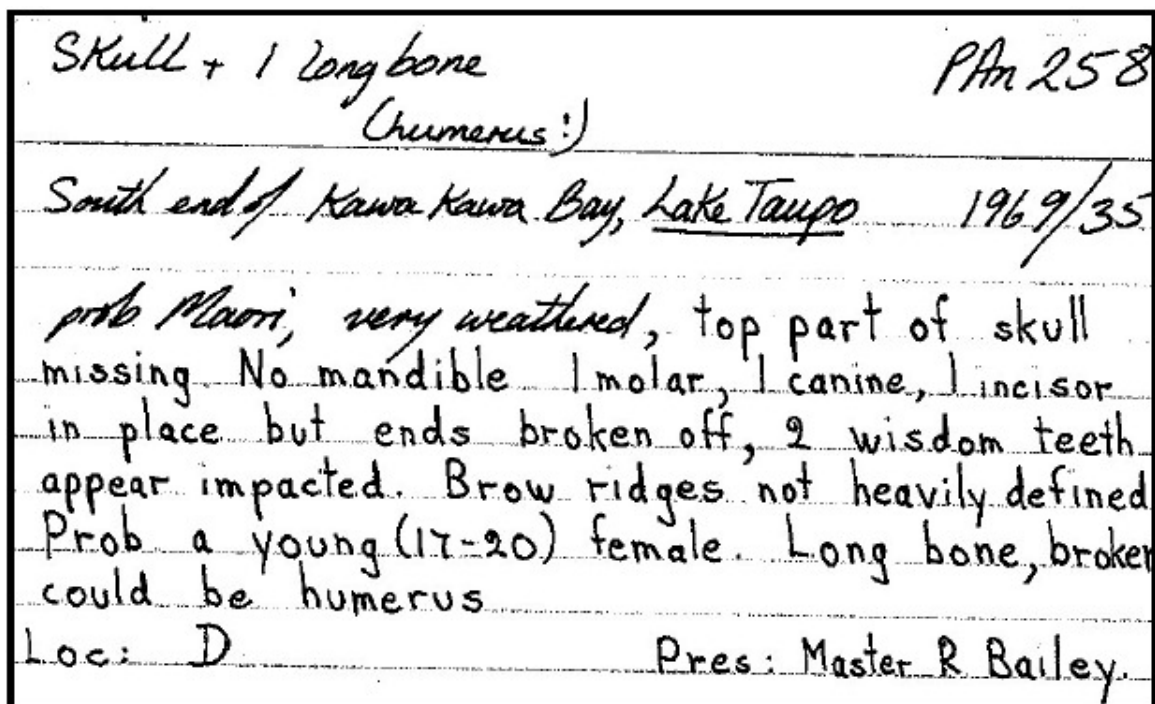 Skull + 1 long bone PAn 258
(humerus!)
South end of Kawa Kawa Bay, Lake Taupo 1969/35
prob Maori, very weathered, top part of skull
missing. No mandible 1 molar, 1 canine, 1 incisor
in place but ends broken off, 2 wisdom teeth
appear impacted. Brow ridges not heavily defined
Prob a young (17-20) female. Long bone, broken
could be humerus
Loc: D Pres: Master R Bailey.